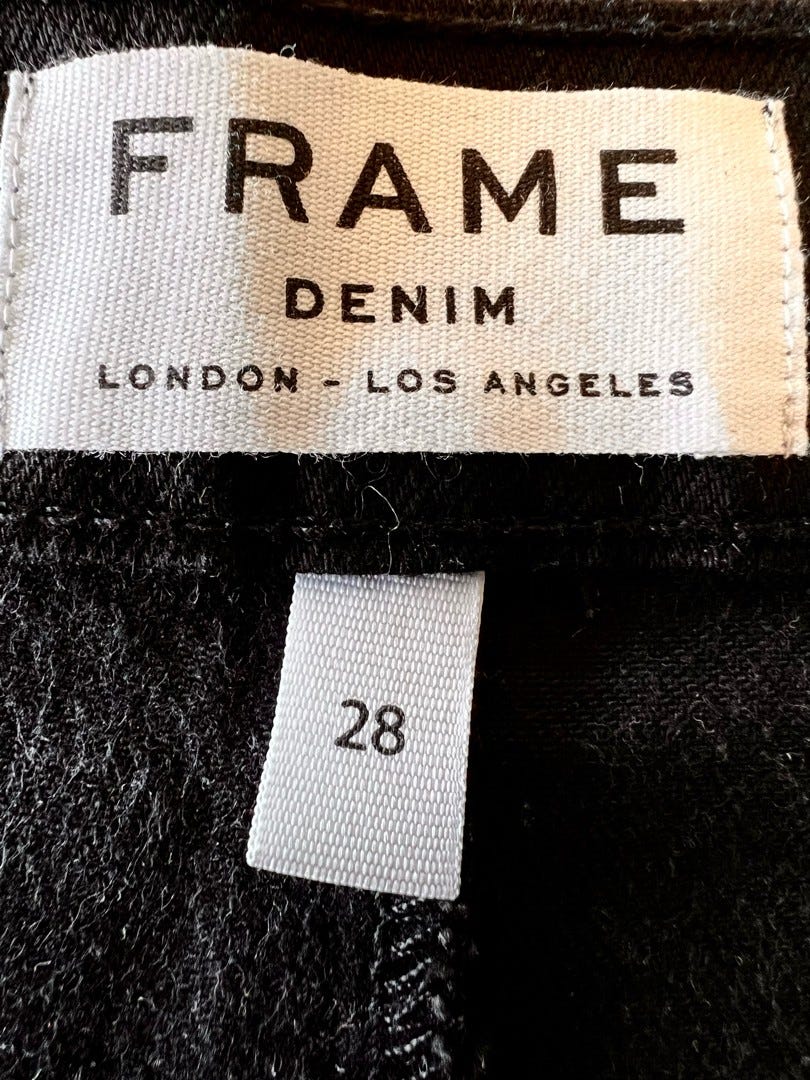 FRAME
DENIM
LONDON - LOS ANGELES
28